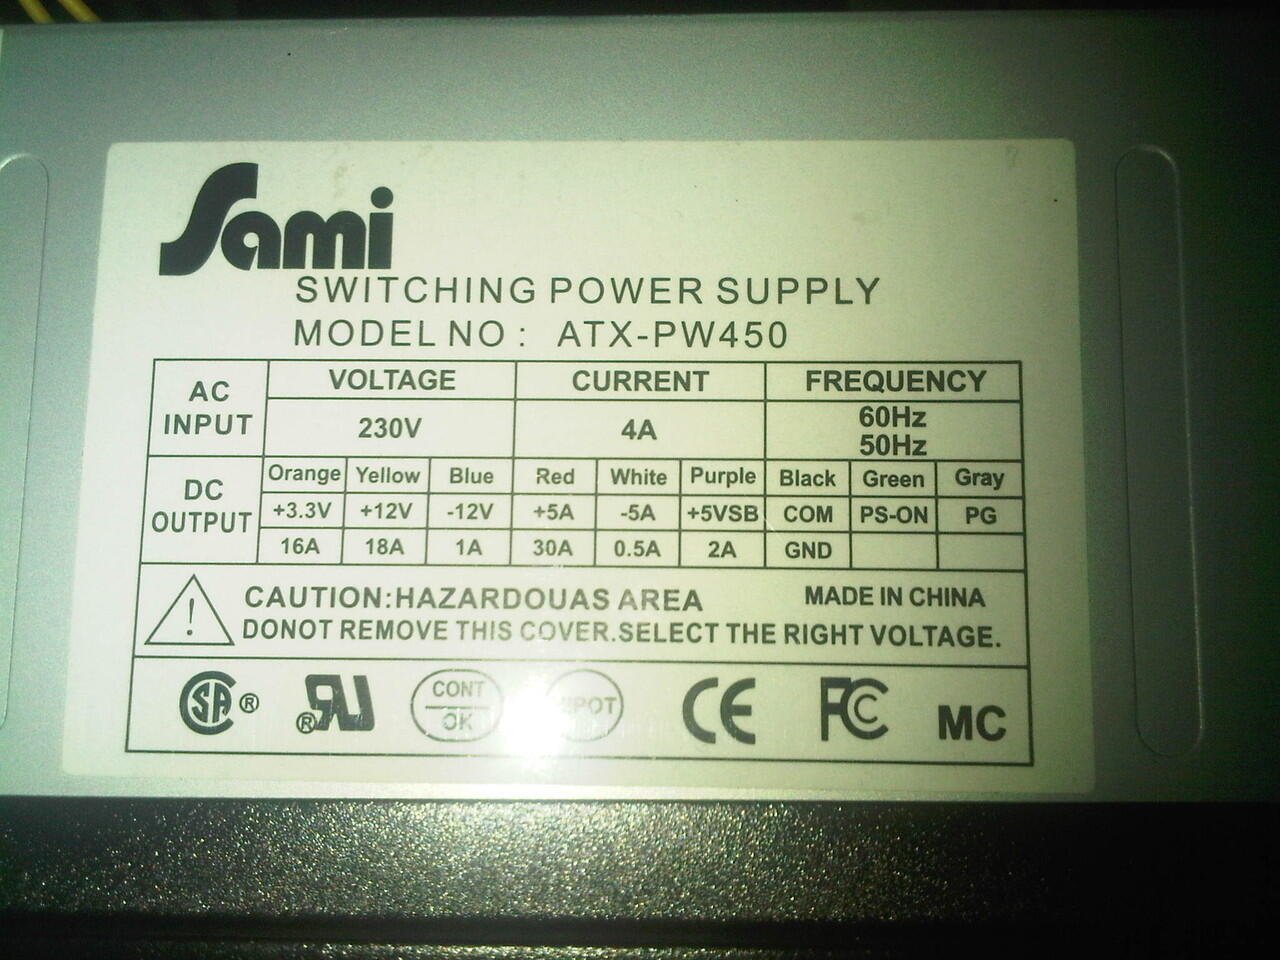 Sami
SWITCHING POWER SUPPLY
MODEL NO : ATX-PW450
AC INPUT VOLTAGE CURRENT FREQUENCY
230V 4A 60Hz
50Hz
DC OUTPUT Orange Yellow Blue Red White Purple Black Green Gray
+3.3V +12V -12V +5A -5A +5VSB COM PS-ON PG
16A 18A 1A 30A 0.5A 2A GND
CAUTION:HAZARDOUAS AREA MADE IN CHINA
DONOT REMOVE THIS COVER.SELECT THE RIGHT VOLTAGE.
SA ® ®RU CONT CE FC MC
OK